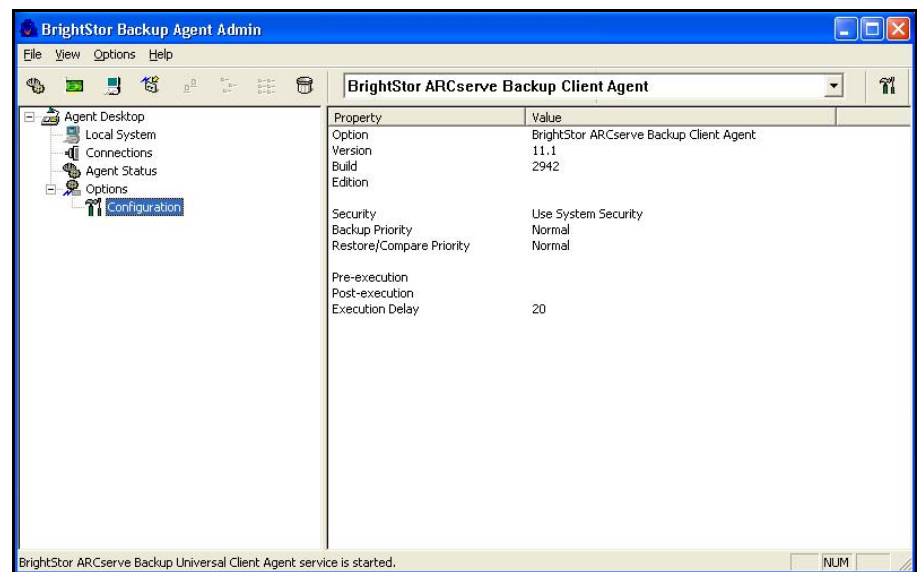 BrightStor Backup Agent Admin
File View Options Help
BrightStor ARCserve Backup Client Agent
Agent Desktop
Local System
Connections
Agent Status
Options
Configuration
Property Value
Option BrightStor ARCserve Backup Client Agent
Version 11.1
Build 2942
Edition
Security Use System Security
Backup Priority Normal
Restore/Compare Priority Normal
Pre-execution
Post-execution
Execution Delay 20
BrightStor ARCserve Backup Universal Client Agent service is started. NUM